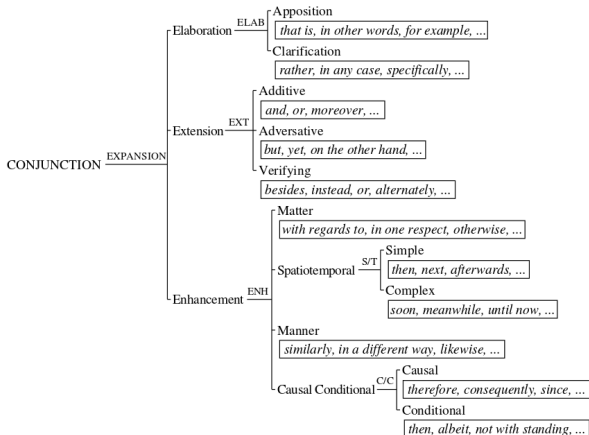 Apposition
Elaboration ELAB
that is, in other words, for example, ...
Clarification
rather, in any case, specifically, ...
Additive
and, or, moreover, ...
Extension EXT
Adversative
but, yet, on the other hand, ...
CONJUNCTION EXPANSION
Verifying
besides, instead, or, alternately, ...
Matter
with regards to, in one respect, otherwise, ...
Simple
Spatiotemporal S/T
then, next, afterwards, ...
Complex
Enhancement ENH
soon, meanwhile, until now, ...
Manner
similarly, in a different way, likewise, ...
Causal
Causal Conditional C/C
therefore, consequently, since, ...
Conditional
then, albeit, not with standing, ...